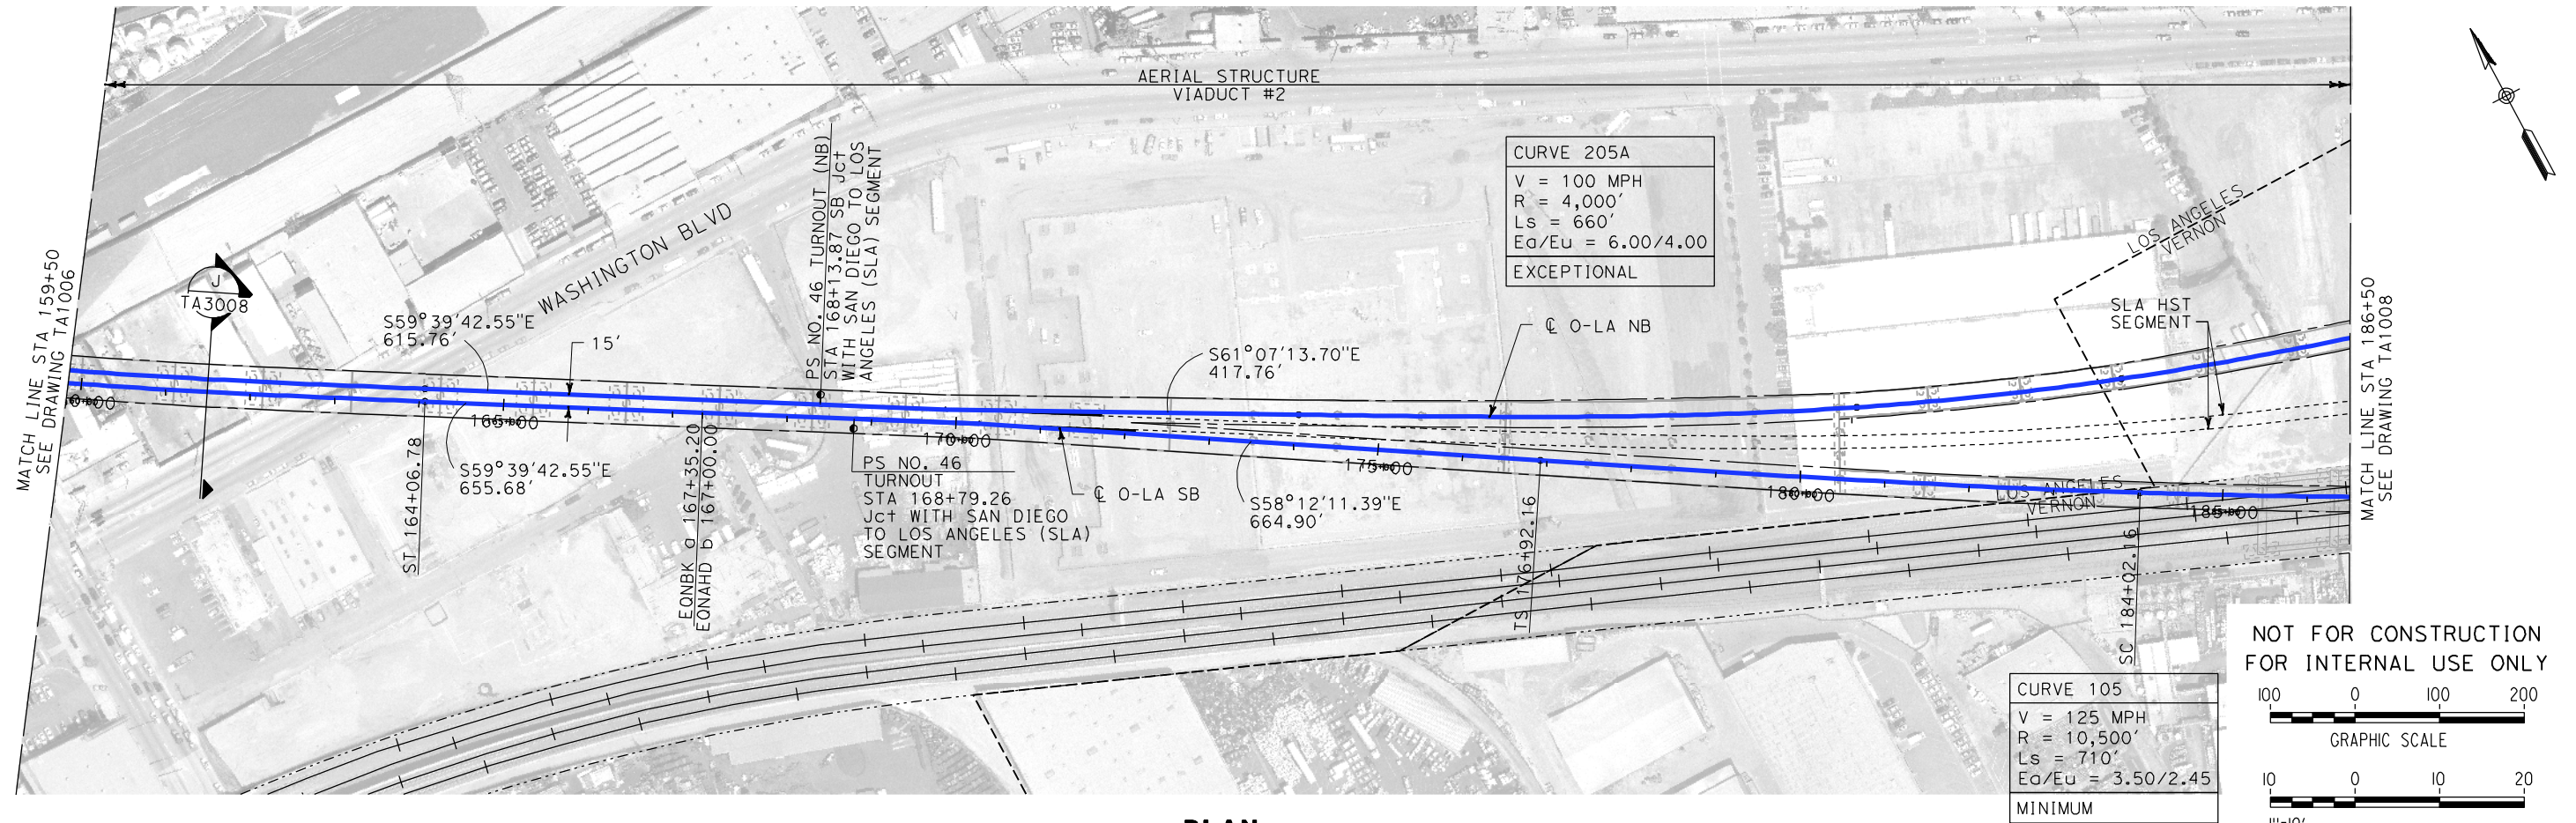 AERIAL STRUCTURE
VIADUCT #2
MATCH LINE STA 159+50
SEE DRAWING TA1006
J
TA3008
WASHINGTON BLVD
S59°39'42.55"E
615.76'
15'
S59°39'42.55"E
655.68'
ST 164+06.78
165+00
EQNBK a 167+35.20
EQNAHD b 167+00.00
PS NO. 46 TURNOUT (NB)
STA 168+13.87 SB Jct
WITH SAN DIEGO TO LOS
ANGELES (SLA) SEGMENT
PS NO. 46
TURNOUT
STA 168+79.26
Jct WITH SAN DIEGO
TO LOS ANGELES (SLA)
SEGMENT
170+00
℄ O-LA SB
S61°07'13.70"E
417.76'
S58°12'11.39"E
664.90'
175+00
℄ O-LA NB
CURVE 205A
V = 100 MPH
R = 4,000'
Ls = 660'
Ea/Eu = 6.00/4.00
EXCEPTIONAL
TS 176+92.16
180+00
LOS ANGELES
VERNON
SLA HST
SEGMENT
LOS ANGELES
VERNON
SC 184+02.16
185+00
MATCH LINE STA 186+50
SEE DRAWING TA1008
CURVE 105
V = 125 MPH
R = 10,500'
Ls = 710'
Ea/Eu = 3.50/2.45
MINIMUM
NOT FOR CONSTRUCTION
FOR INTERNAL USE ONLY
100 0 100 200
GRAPHIC SCALE
10 0 10 20